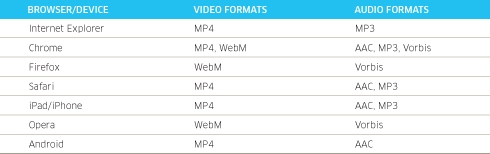 BROWSER/DEVICE VIDEO FORMATS AUDIO FORMATS
Internet Explorer MP4 MP3
Chrome MP4, WebM AAC, MP3, Vorbis
Firefox WebM Vorbis
Safari MP4 AAC, MP3
iPad/iPhone MP4 AAC, MP3
Opera WebM Vorbis
Android MP4 AAC